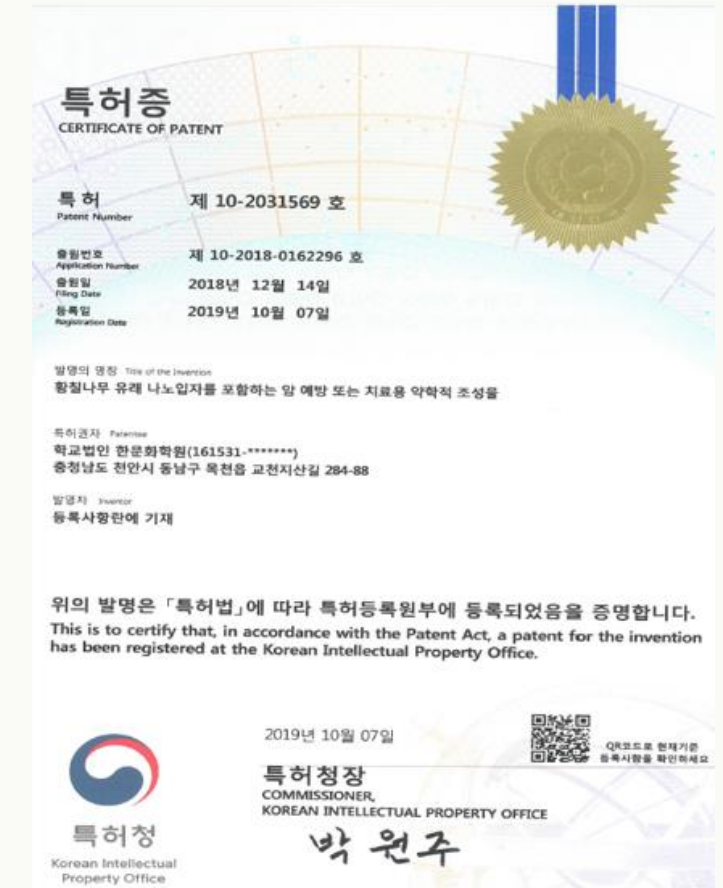 특허증
CERTIFICATE OF PATENT
특허 제 10-2031569 호
Patent Number
출원번호 제 10-2018-0162296 호
Application Number
출원일 2018년 12월 14일
Filing Date
등록일 2019년 10월 07일
Registration Date
발명의 명칭 Title of the Invention
황칠나무 유래 나노입자를 포함하는 암 예방 또는 치료용 약학적 조성물
특허권자 Patentee
학교법인 한문화학원(161531-*******)
충청남도 천안시 동남구 목천읍 교천지산길 284-88
발명자 Inventor
등록사항란에 기재
위의 발명은 「특허법」에 따라 특허등록원부에 등록되었음을 증명합니다.
This is to certify that, in accordance with the Patent Act, a patent for the invention
has been registered at the Korean Intellectual Property Office.
2019년 10월 07일
QR코드로 현재기준
등록사항을 확인하세요
특허청장
COMMISSIONER,
KOREAN INTELLECTUAL PROPERTY OFFICE
박원주
특허청
Korean Intellectual
Property Office